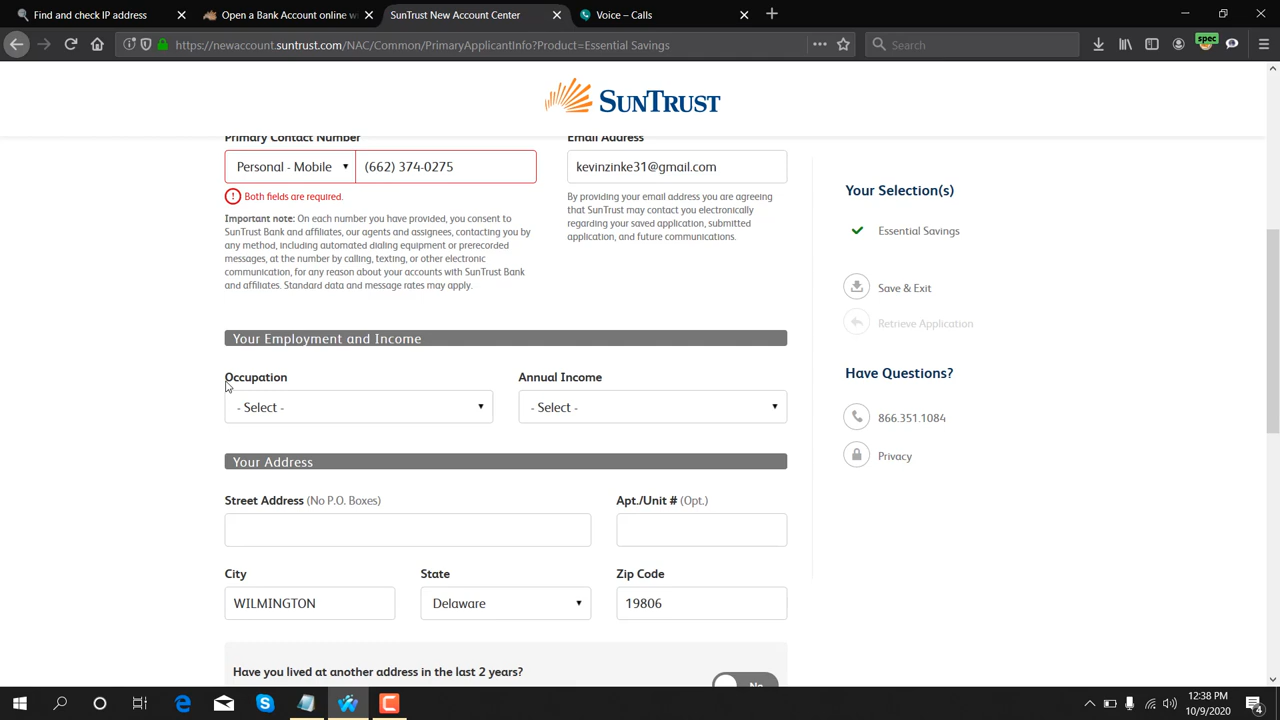 Find and check IP address
Open a bank account online w
SunTrust New Account Center
Voice - Calls
https://newaccount.suntrust.com/NAC/Common/PrimaryApplicantInfo?Product=Essential Savings
Search
spec
SUNTRUST
Primary Contact Number
Email Address
Personal - Mobile
(662) 374-0275
kevinzinke31@gmail.com
Both fields are required.
Important note: On each number you have provided, you consent to
SunTrust Bank and affiliates, our agents and assignees, contacting you by
any method, including automated dialing equipment or prerecorded
messages, at the number by calling, texting, or other electronic
communication, for any reason about your accounts with SunTrust Bank
and affiliates. Standard data and message rates may apply.
By providing your email address you are agreeing
that SunTrust may contact you electronically
regarding your saved application, submitted
application, and future communications.
Your Selection(s)
Essential Savings
Save & Exit
Retrieve Application
Have Questions?
866.351.1084
Privacy
Your Employment and Income
Occupation
Annual Income
- Select -
- Select -
Your Address
Street Address (No P.O. Boxes)
Apt./Unit # (Opt.)
City
State
Zip Code
WILMINGTON
Delaware
19806
Have you lived at another address in the last 2 years?
No
12:38 PM
10/9/2020
4